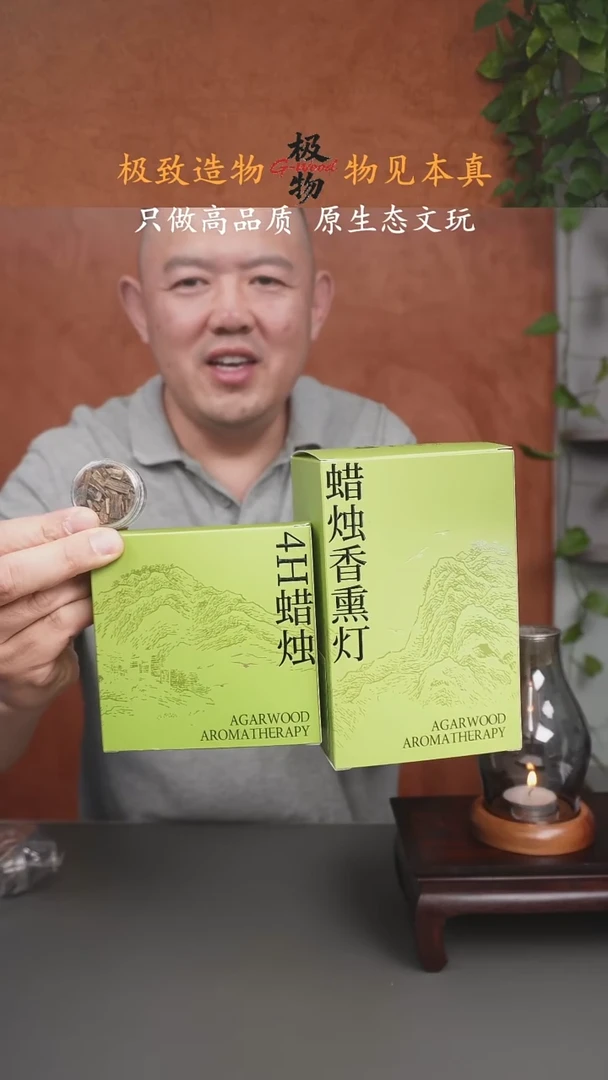 极致造物 极物 G-Wood 物见本真
只做高品质 原生态文玩
4H蜡烛
AGARWOOD
AROMATHERAPY
蜡烛香熏灯
AGARWOOD
AROMATHERAPY